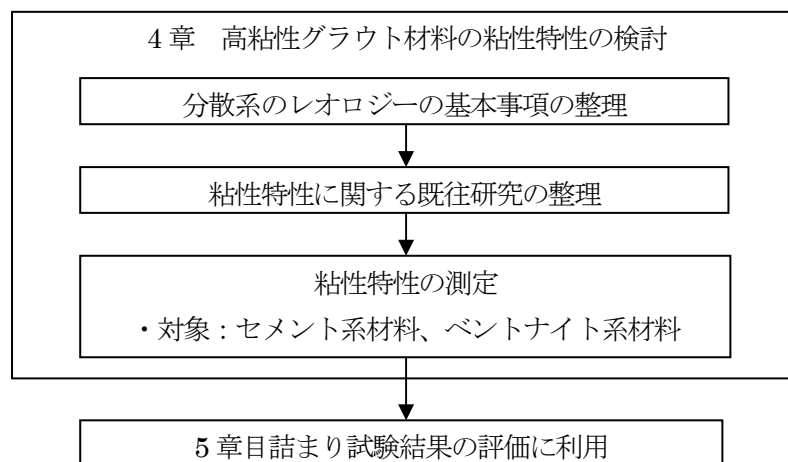 4章　高粘性グラウト材料の粘性特性の検討
分散系のレオロジーの基本事項の整理
粘性特性に関する既往研究の整理
粘性特性の測定
・対象：セメント系材料、ベントナイト系材料
5章目詰まり試験結果の評価に利用